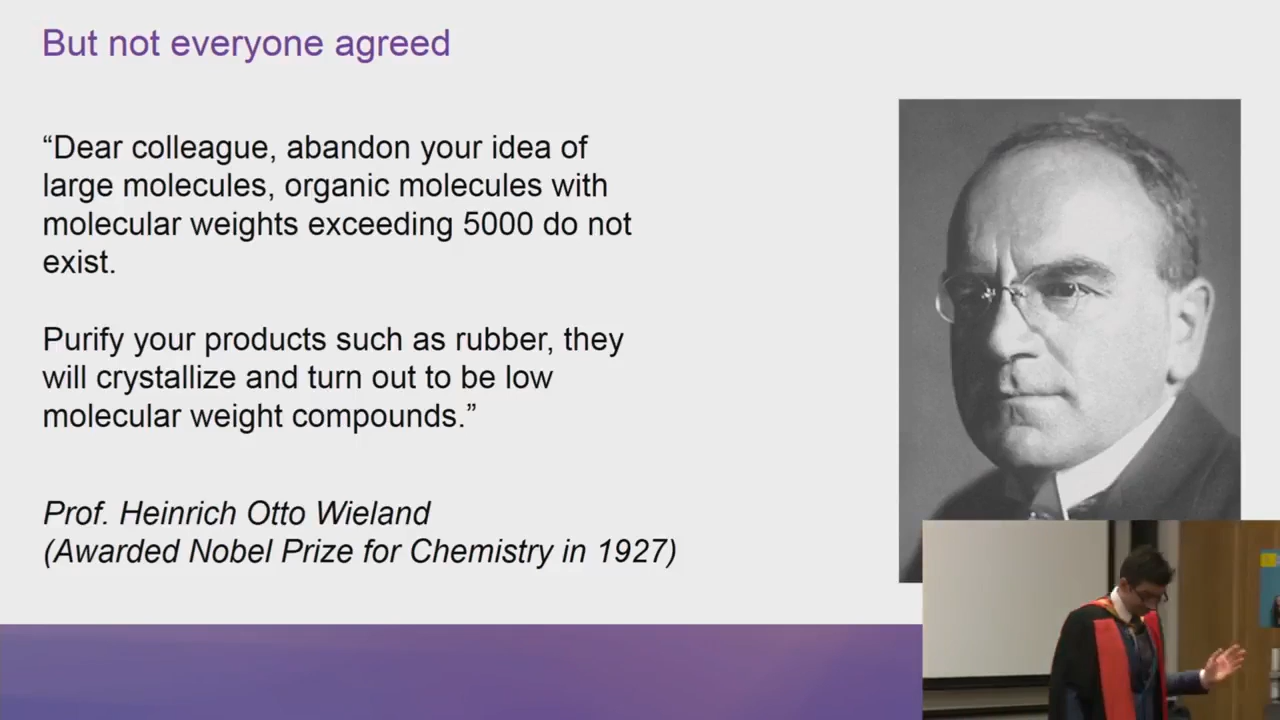 But not everyone agreed
“Dear colleague, abandon your idea of
large molecules, organic molecules with
molecular weights exceeding 5000 do not
exist.
Purify your products such as rubber, they
will crystallize and turn out to be low
molecular weight compounds.”
Prof. Heinrich Otto Wieland
(Awarded Nobel Prize for Chemistry in 1927)